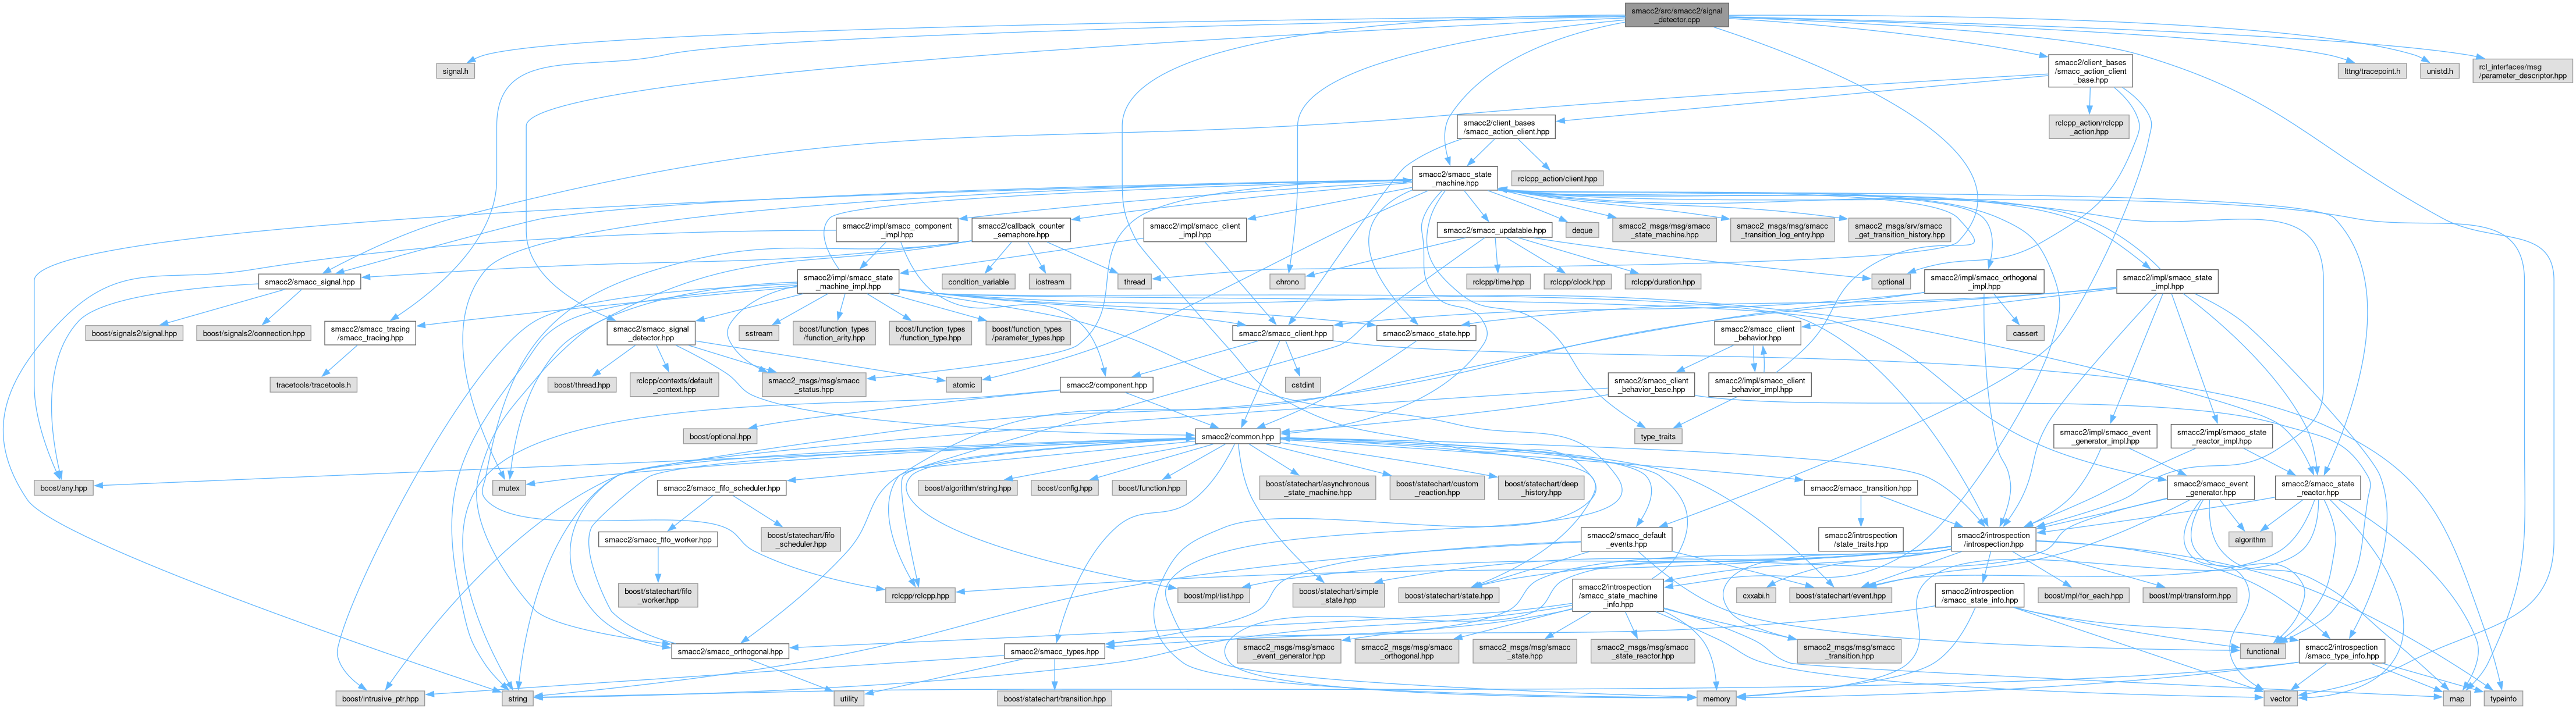 smacc2/src/smacc2/signal
_detector.cpp
signal.h
smacc2/client_bases
/smacc_action_client
_base.hpp
lttng/tracepoint.h
unistd.h
rcl_interfaces/msg
/parameter_descriptor.hpp
smacc2/client_bases
/smacc_action_client.hpp
rclcpp_action/rclcpp
_action.hpp
smacc2/smacc_state
_machine.hpp
rclcpp_action/client.hpp
smacc2/impl/smacc_component
_impl.hpp
smacc2/callback_counter
_semaphore.hpp
smacc2/impl/smacc_client
_impl.hpp
smacc2/smacc_updatable.hpp
deque
smacc2_msgs/msg/smacc
_state_machine.hpp
smacc2_msgs/msg/smacc
_transition_log_entry.hpp
smacc2_msgs/srv/smacc
_get_transition_history.hpp
smacc2/smacc_signal.hpp
smacc2/impl/smacc_state
_machine_impl.hpp
condition_variable
iostream
thread
chrono
rclcpp/time.hpp
rclcpp/clock.hpp
rclcpp/duration.hpp
optional
smacc2/impl/smacc_orthogonal
_impl.hpp
smacc2/impl/smacc_state
_impl.hpp
boost/signals2/signal.hpp
boost/signals2/connection.hpp
smacc2/smacc_tracing
/smacc_tracing.hpp
smacc2/smacc_signal
_detector.hpp
sstream
boost/function_types
/function_arity.hpp
boost/function_types
/function_type.hpp
boost/function_types
/parameter_types.hpp
smacc2/smacc_client.hpp
smacc2/smacc_state.hpp
smacc2/smacc_client
_behavior.hpp
cassert
tracetools/tracetools.h
boost/thread.hpp
rclcpp/contexts/default
_context.hpp
smacc2_msgs/msg/smacc
_status.hpp
atomic
smacc2/component.hpp
cstdint
smacc2/smacc_client
_behavior_base.hpp
smacc2/impl/smacc_client
_behavior_impl.hpp
boost/optional.hpp
smacc2/common.hpp
type_traits
smacc2/impl/smacc_event
_generator_impl.hpp
smacc2/impl/smacc_state
_reactor_impl.hpp
boost/any.hpp
mutex
smacc2/smacc_fifo_scheduler.hpp
boost/algorithm/string.hpp
boost/config.hpp
boost/function.hpp
boost/statechart/asynchronous
_state_machine.hpp
boost/statechart/custom
_reaction.hpp
boost/statechart/deep
_history.hpp
smacc2/smacc_transition.hpp
smacc2/smacc_event
_generator.hpp
smacc2/smacc_state
_reactor.hpp
smacc2/smacc_fifo_worker.hpp
boost/statechart/fifo
_scheduler.hpp
smacc2/smacc_default
_events.hpp
smacc2/introspection
/state_traits.hpp
smacc2/introspection
/introspection.hpp
algorithm
boost/statechart/fifo
_worker.hpp
rclcpp/rclcpp.hpp
boost/mpl/list.hpp
boost/statechart/simple
_state.hpp
boost/statechart/state.hpp
smacc2/introspection
/smacc_state_machine
_info.hpp
cxxabi.h
boost/statechart/event.hpp
smacc2/introspection
/smacc_state_info.hpp
boost/mpl/for_each.hpp
boost/mpl/transform.hpp
smacc2/smacc_orthogonal.hpp
smacc2/smacc_types.hpp
smacc2_msgs/msg/smacc
_event_generator.hpp
smacc2_msgs/msg/smacc
_orthogonal.hpp
smacc2_msgs/msg/smacc
_state.hpp
smacc2_msgs/msg/smacc
_state_reactor.hpp
smacc2_msgs/msg/smacc
_transition.hpp
functional
smacc2/introspection
/smacc_type_info.hpp
boost/intrusive_ptr.hpp
string
utility
boost/statechart/transition.hpp
memory
vector
map
typeinfo